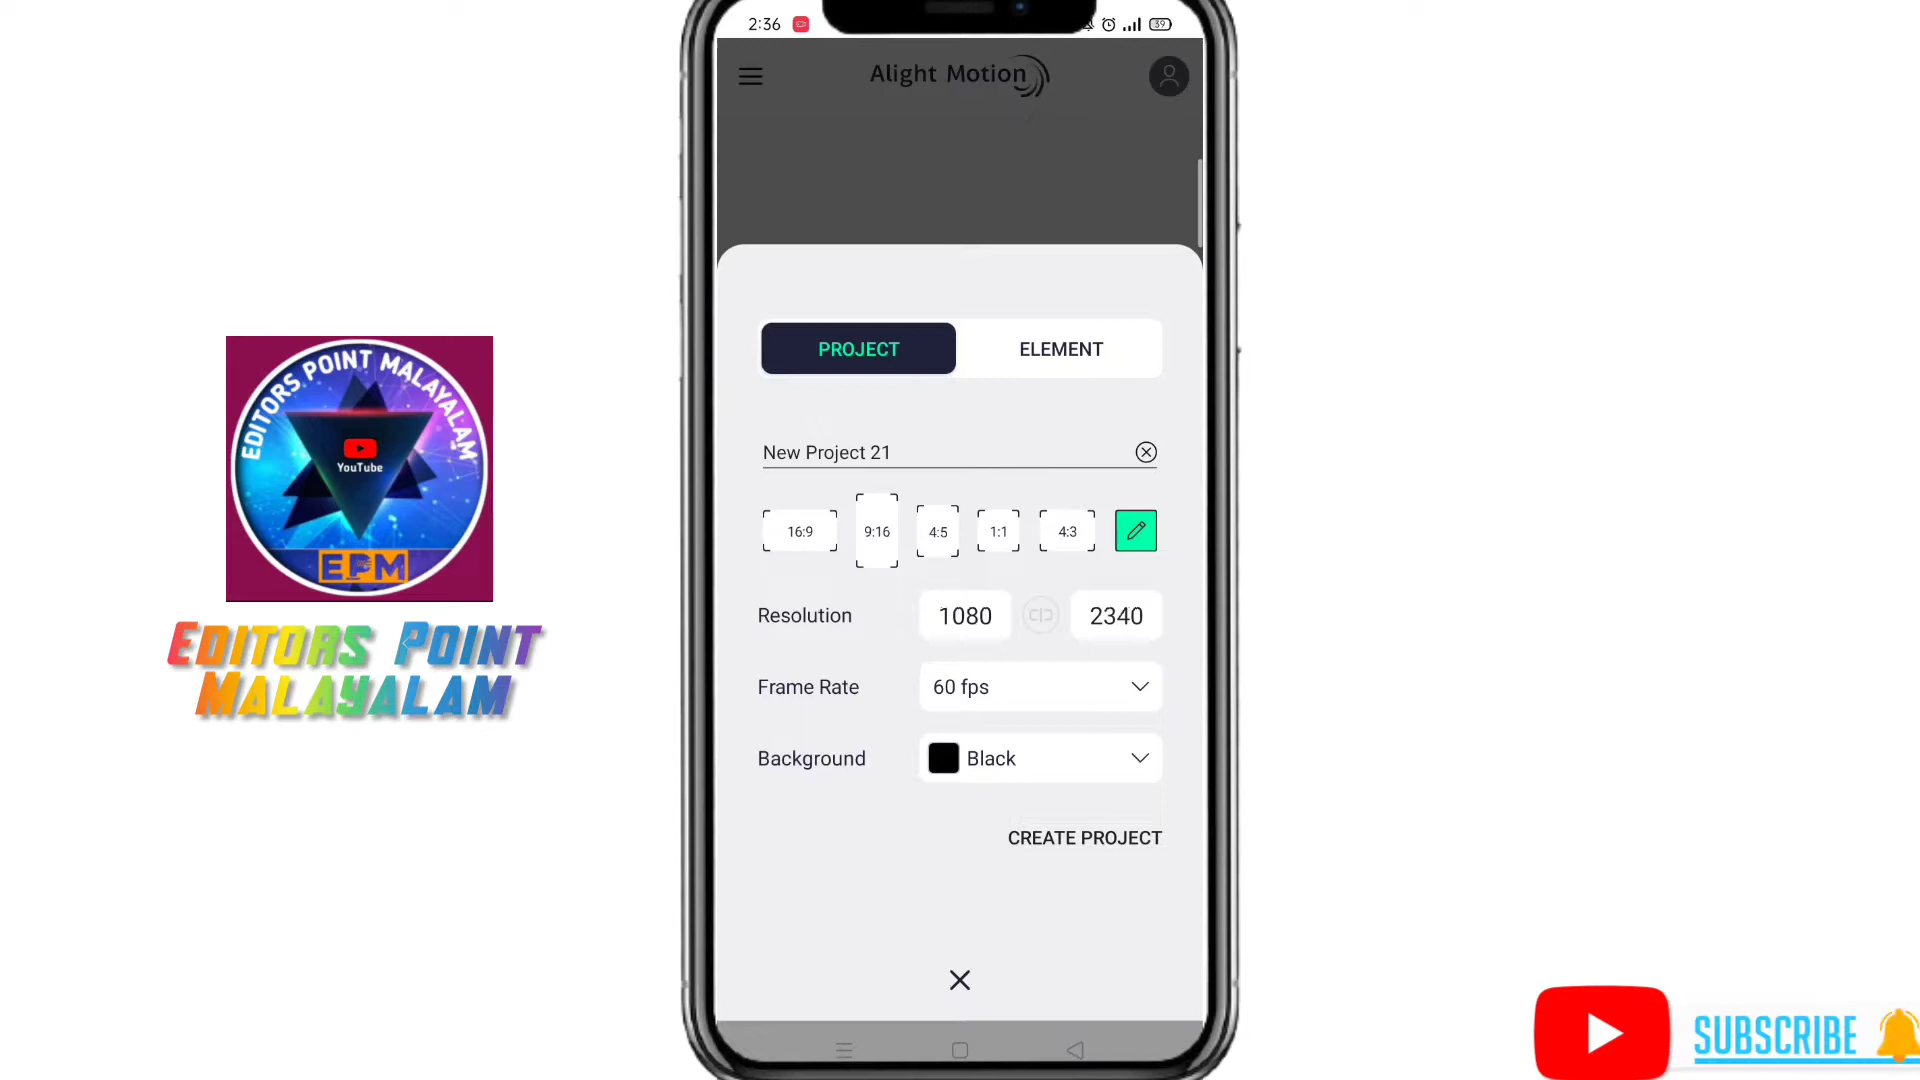 2:36
39
Alight Motion
PROJECT
ELEMENT
New Project 21
16:9
9:16
4:5
1:1
4:3
Resolution
1080
2340
Frame Rate
60 fps
Background
Black
CREATE PROJECT
EDITORS POINT MALAYALAM
YouTube
EPM
EDITORS POINT
MALAYALAM
SUBSCRIBE